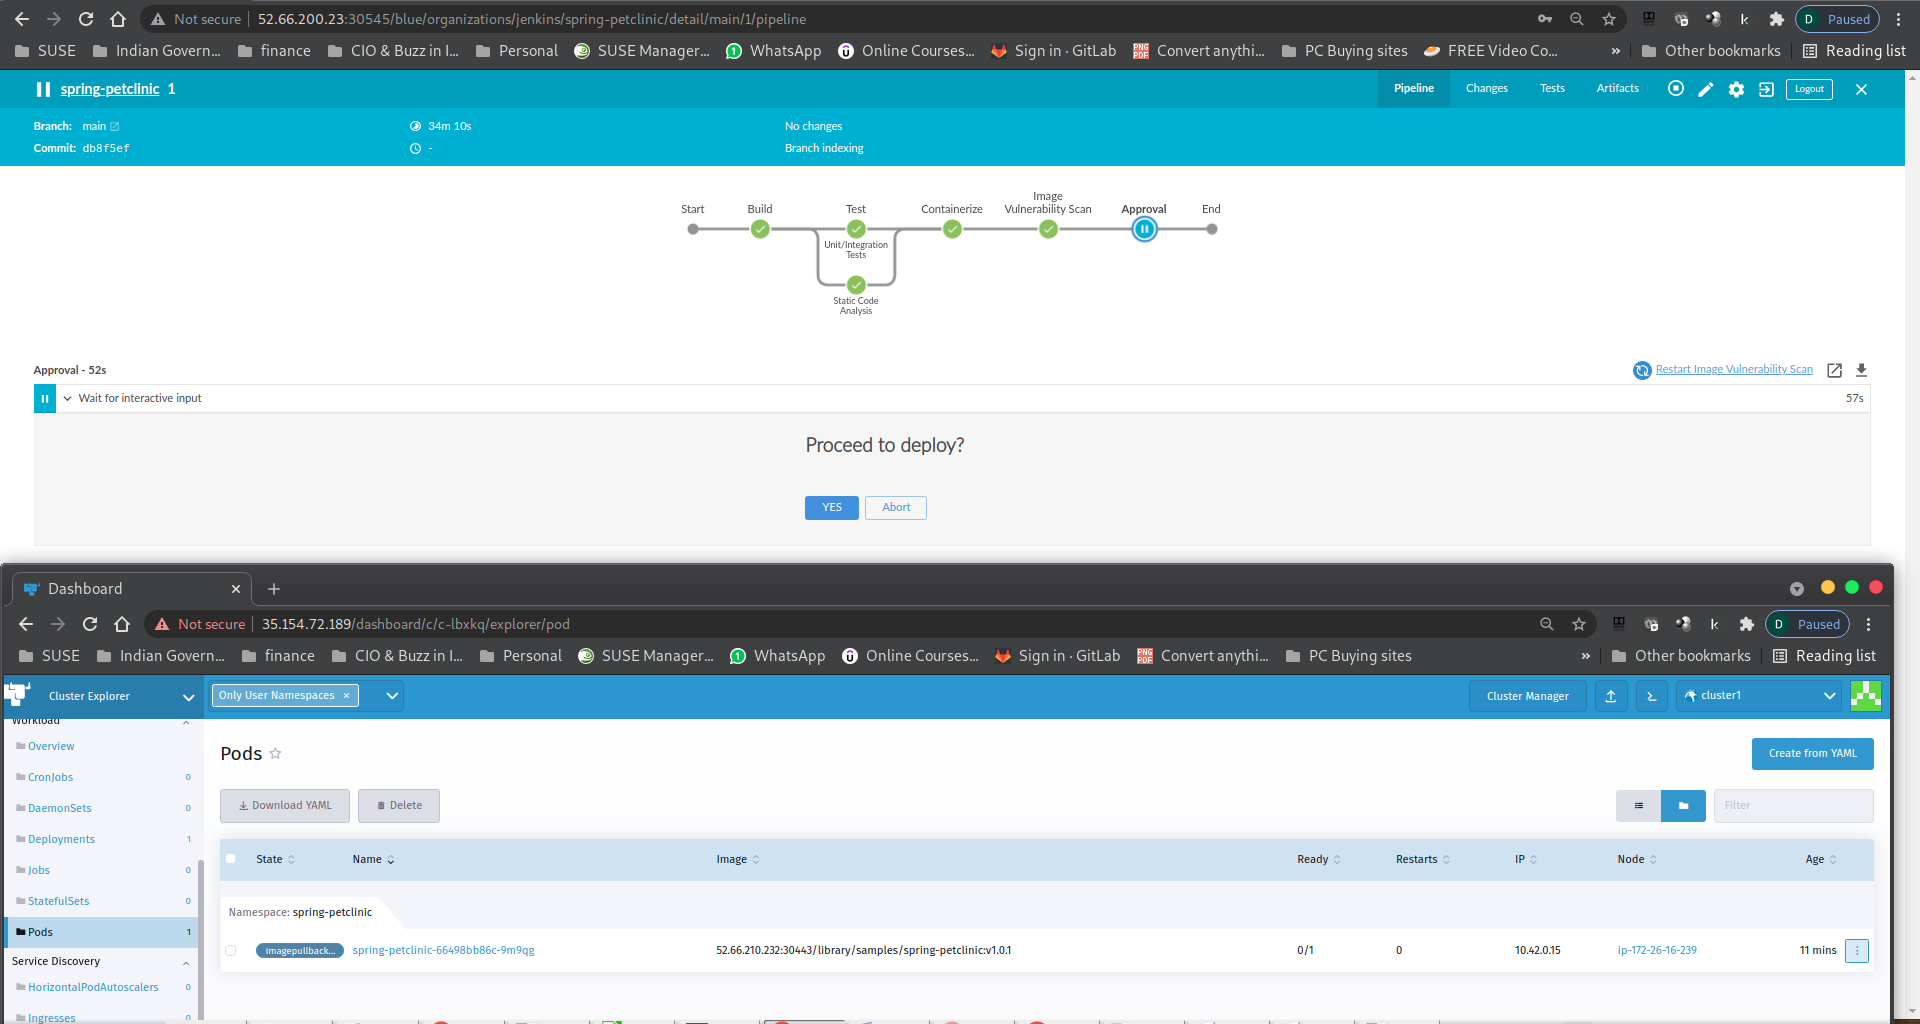 Not secure 52.66.200.23:30545/blue/organizations/jenkins/spring-petclinic/detail/main/1/pipeline D Paused
SUSE Indian Govern... finance CIO & Buzz in I... Personal SUSE Manager... WhatsApp Online Courses... Sign in · GitLab Convert anythi... PC Buying sites FREE Video Co... » Other bookmarks Reading list
spring-petclinic 1 Pipeline Changes Tests Artifacts Logout
Branch: main 34m 10s No changes
Commit: db8f5ef - Branch indexing
Start Build Test Containerize Image Vulnerability Scan Approval End
Unit/Integration
Tests
Static Code
Analysis
Approval - 52s Restart Image Vulnerability Scan
Wait for interactive input 57s
Proceed to deploy?
YES Abort
Dashboard
Not secure 35.154.72.189/dashboard/c/c-lbxkq/explorer/pod D Paused
SUSE Indian Govern... finance CIO & Buzz in I... Personal SUSE Manager... WhatsApp Online Courses... Sign in · GitLab Convert anythi... PC Buying sites » Other bookmarks Reading list
Cluster Explorer Only User Namespaces × Cluster Manager cluster1
Workload
Overview
CronJobs 0
DaemonSets 0
Deployments 1
Jobs 0
StatefulSets 0
Pods 1
Service Discovery
HorizontalPodAutoscalers 0
Ingresses 0
Pods Create from YAML
Download YAML Delete Filter
State Name Image Ready Restarts IP Node Age
Namespace: spring-petclinic
Imagepullback... spring-petclinic-66498bb86c-9m9qg 52.66.210.232:30443/library/samples/spring-petclinic:v1.0.1 0/1 0 10.42.0.15 ip-172-26-16-239 11 mins